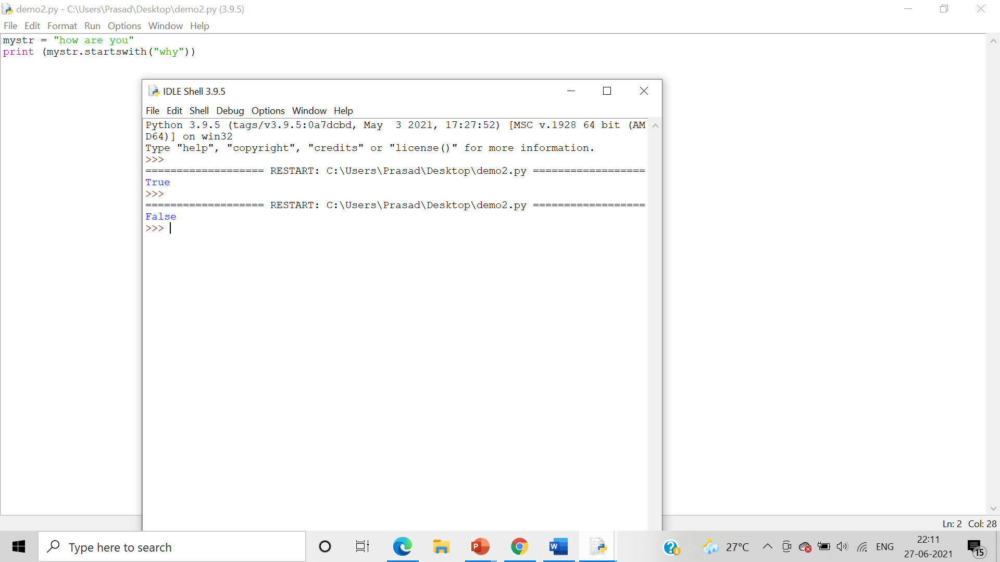 demo2.py - C:\Users\Prasad\Desktop\demo2.py (3.9.5)
File Edit Format Run Options Window Help
mystr = "how are you"
print (mystr.startswith("why"))
IDLE Shell 3.9.5
File Edit Shell Debug Options Window Help
Python 3.9.5 (tags/v3.9.5:0a7dcbd, May  3 2021, 17:27:52) [MSC v.1928 64 bit (AM
D64)] on win32
Type "help", "copyright", "credits" or "license()" for more information.
>>>
=================== RESTART: C:\Users\Prasad\Desktop\demo2.py ==================
True
>>>
=================== RESTART: C:\Users\Prasad\Desktop\demo2.py ==================
False
>>>
Ln: 2 Col: 28
Type here to search
P
W
27°C
ENG
22:11
27-06-2021
15